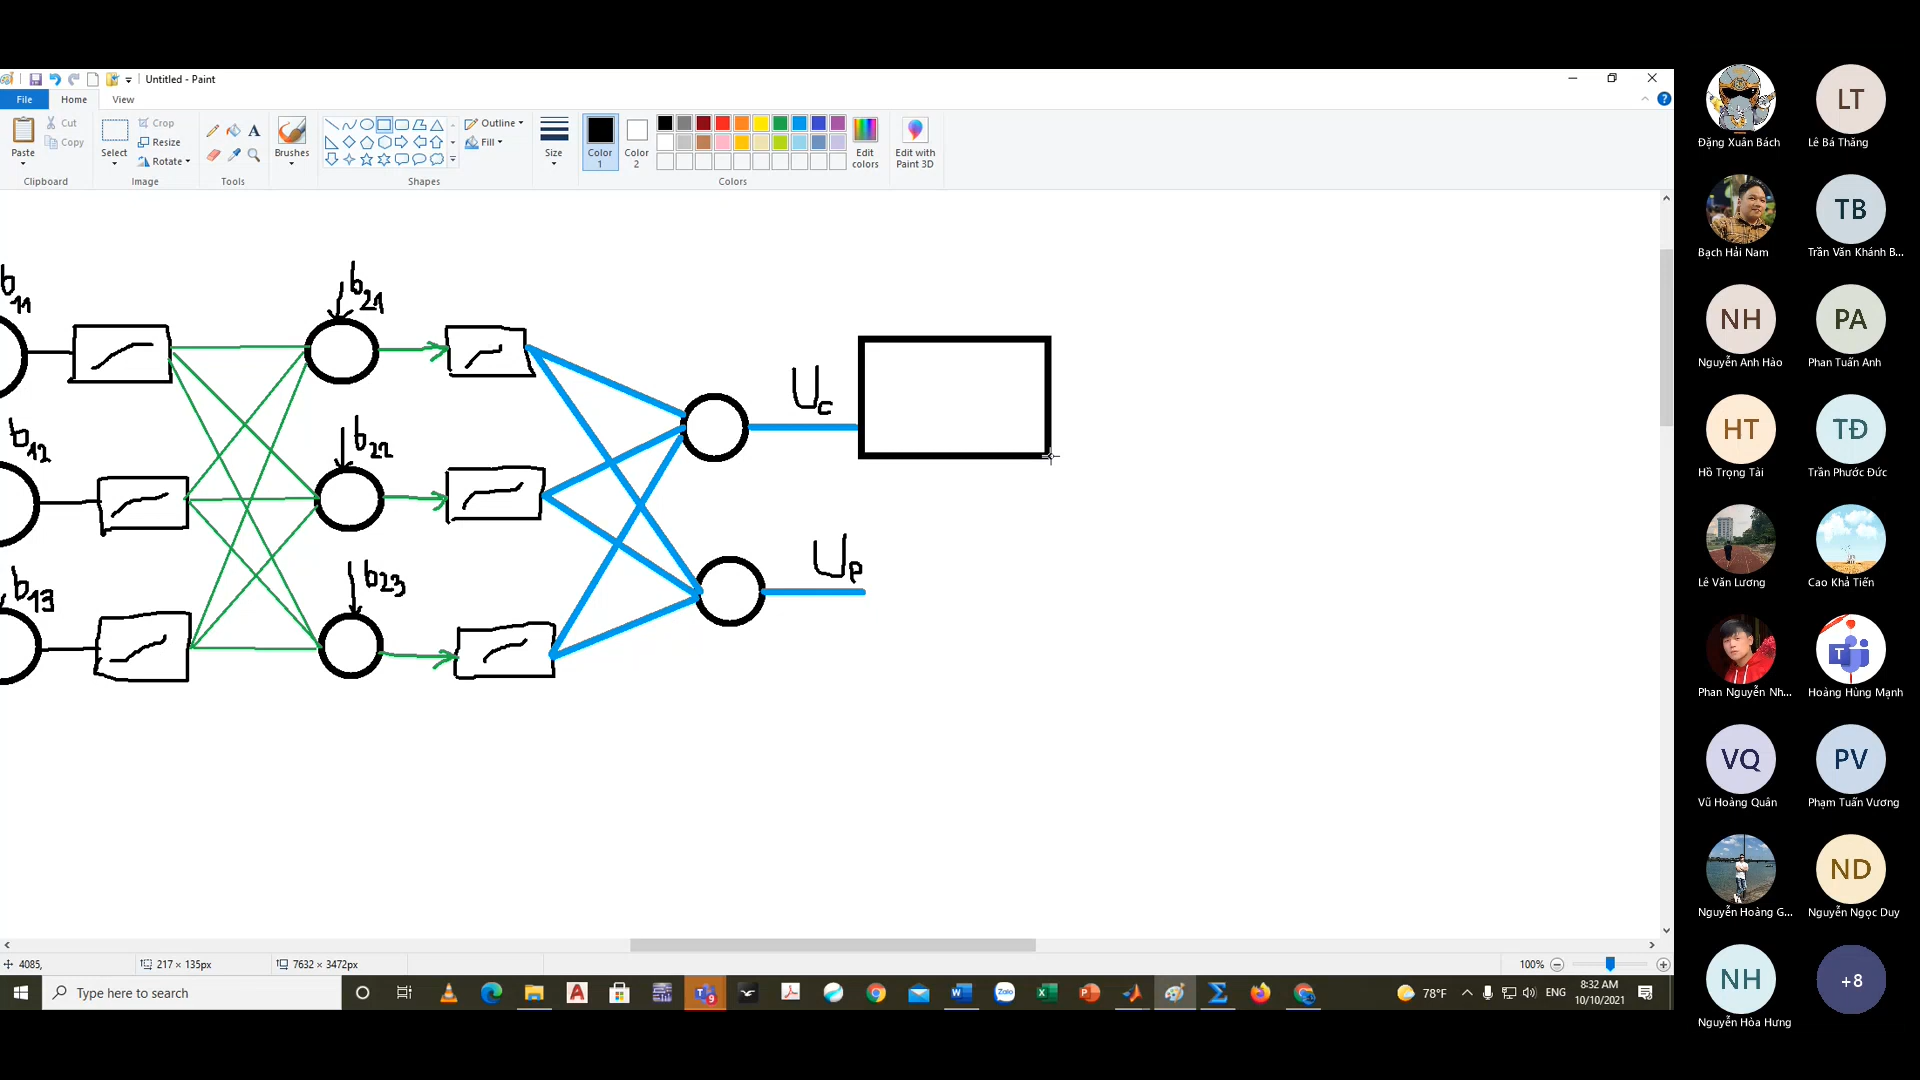 Untitled - Paint
File Home View
Paste
Cut
Copy
Clipboard
Select
Crop
Resize
Rotate
Image
A
Tools
Brushes
Outline
Fill
Shapes
Size
Color 1
Color 2
Edit colors
Edit with Paint 3D
Colors
b11
b21
b12
b22
b13
b23
Uc
Up
4085,
217 × 135px
7632 × 3472px
100%
Type here to search
9
78°F
ENG
8:32 AM
10/10/2021
Đặng Xuân Bách
LT
Lê Bá Thăng
Bạch Hải Nam
TB
Trần Văn Khánh B...
NH
Nguyễn Anh Hào
PA
Phan Tuấn Anh
HT
Hồ Trọng Tài
TĐ
Trần Phước Đức
Lê Văn Lương
Cao Khả Tiến
Phan Nguyễn Nh...
T
Hoàng Hùng Mạnh
VQ
Vũ Hoàng Quân
PV
Phạm Tuấn Vương
Nguyễn Hoàng G...
ND
Nguyễn Ngọc Duy
NH
Nguyễn Hòa Hưng
+8